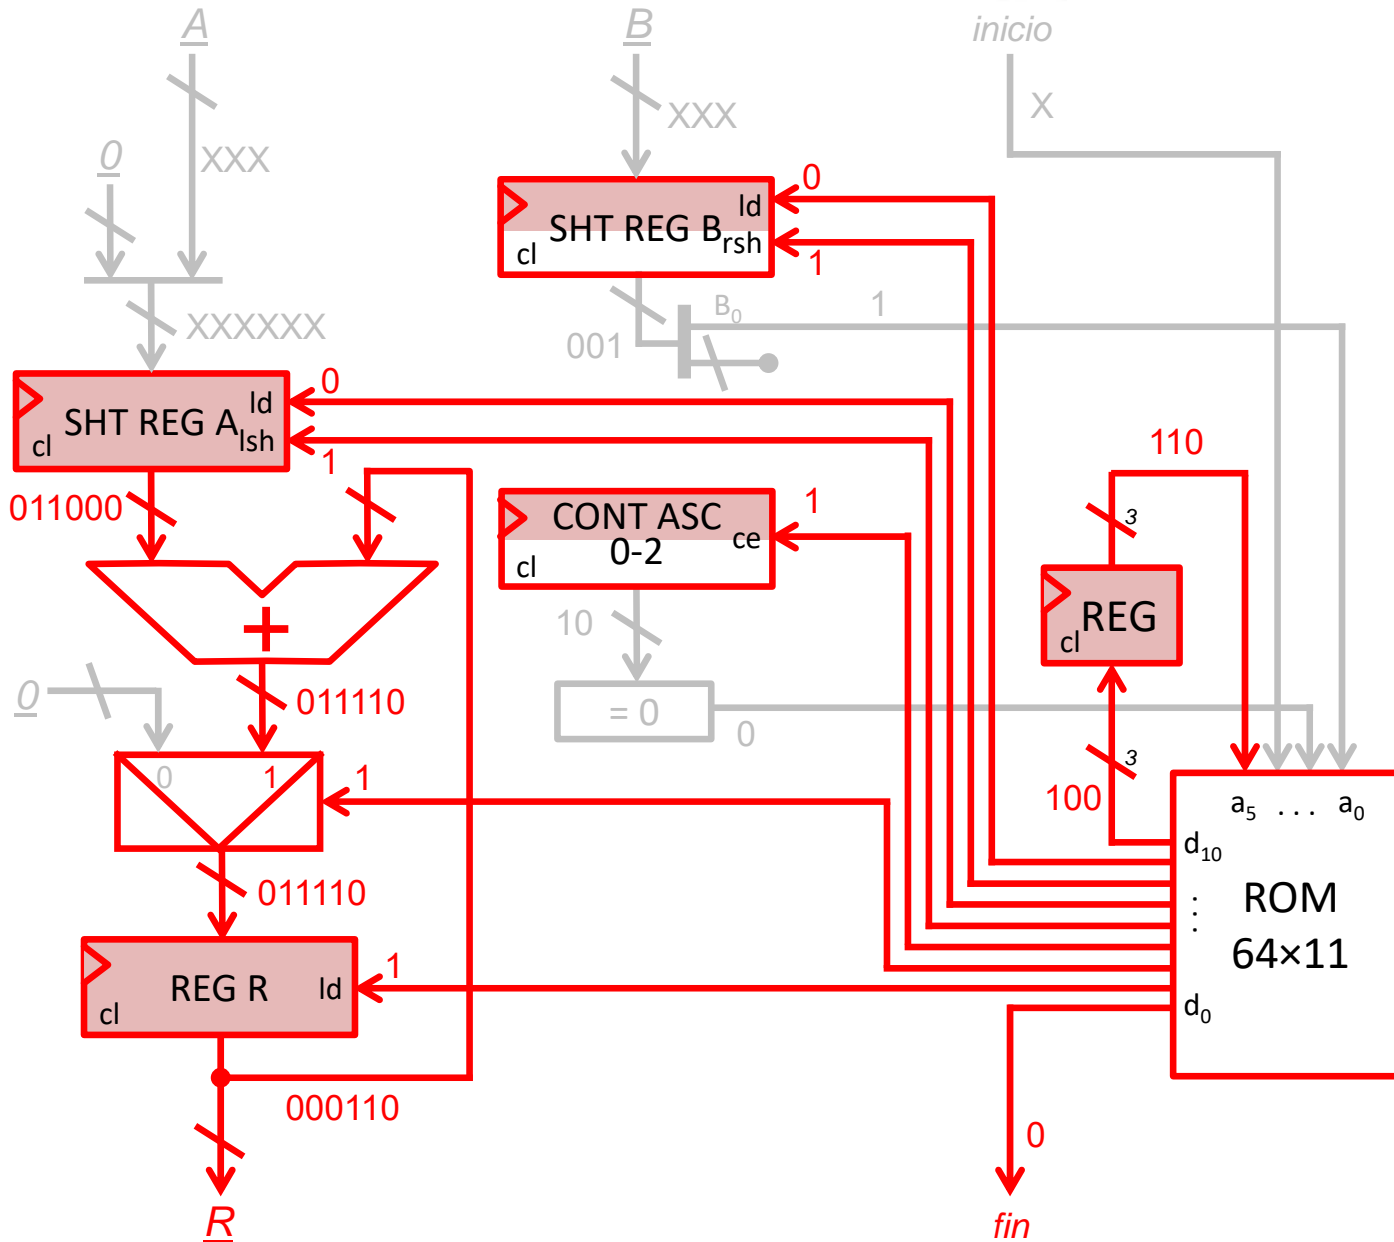 A
B
inicio
XXX
X
0
XXX
0
ld
SHT REG B
rsh
cl
1
B0
1
XXXXXX
001
0
ld
SHT REG A
lsh
cl
1
110
011000
CONT ASC
0-2
ce
cl
1
3
REG
cl
10
+
0
011110
= 0
0
3
0
1
1
100
a5 . . . a0
d10
011110
ROM
64×11
REG R
ld
cl
1
d0
000110
0
R
fin